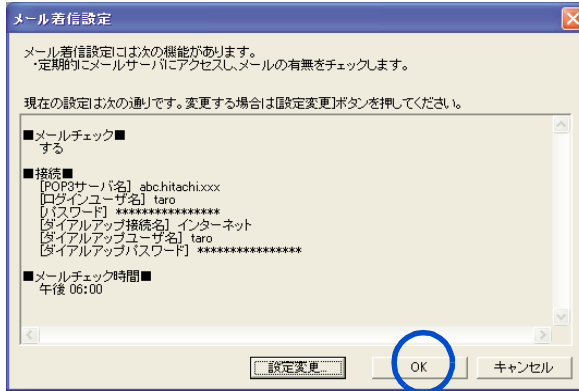 メール着信設定
メール着信設定には次の機能があります。
・定期的にメールサーバにアクセスし、メールの有無をチェックします。
現在の設定は次の通りです。変更する場合は[設定変更]ボタンを押してください。
■メールチェック■
する
■接続■
[POP3サーバ名] abc.hitachi.xxx
[ログインユーザ名] taro
[パスワード] ****************
[ダイアルアップ接続名] インターネット
[ダイアルアップユーザ名] taro
[ダイアルアップパスワード] ****************
■メールチェック時間■
午後 06:00
設定変更... OK キャンセル